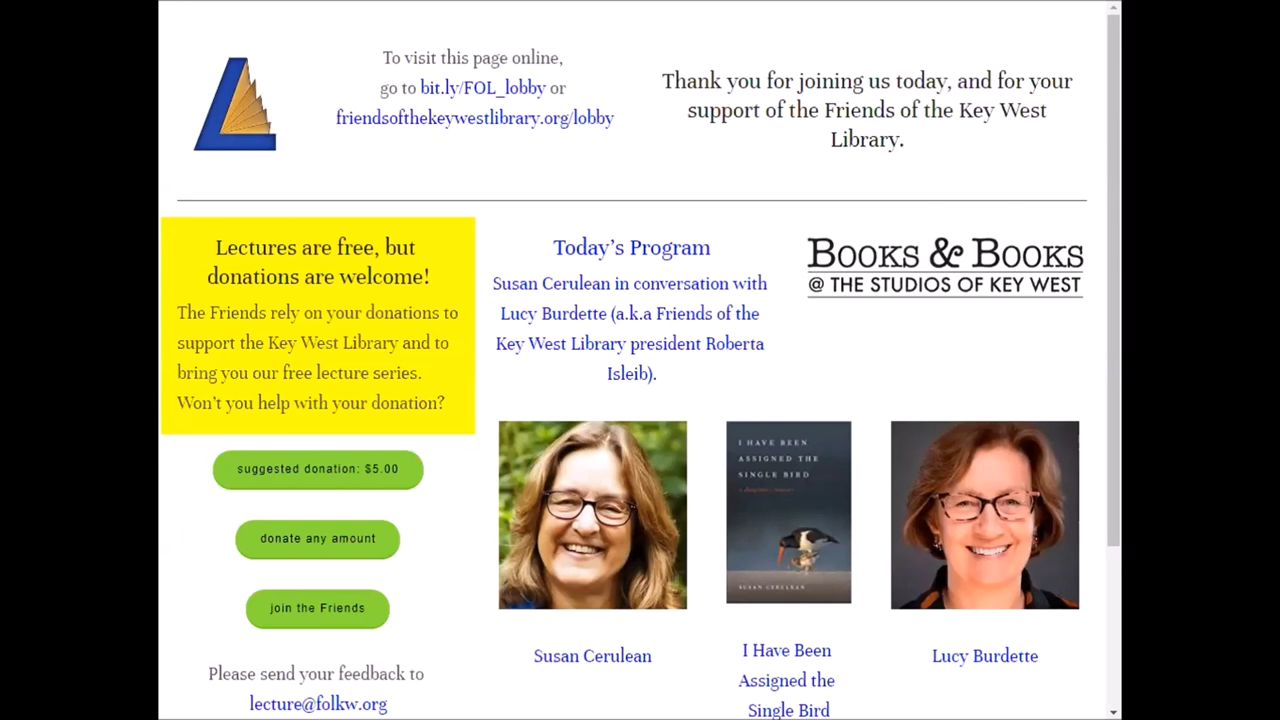 To visit this page online,
go to bit.ly/FOL_lobby or
friendsofthekeywestlibrary.org/lobby
Thank you for joining us today, and for your
support of the Friends of the Key West
Library.
Lectures are free, but
donations are welcome!
The Friends rely on your donations to
support the Key West Library and to
bring you our free lecture series.
Won't you help with your donation?
suggested donation: $5.00
donate any amount
join the Friends
Please send your feedback to
lecture@folkw.org
Today's Program
Susan Cerulean in conversation with
Lucy Burdette (a.k.a Friends of the
Key West Library president Roberta
Isleib).
BOOKS & BOOKS
@ THE STUDIOS OF KEY WEST
I HAVE BEEN
ASSIGNED THE
SINGLE BIRD
a daughter's memoir
SUSAN CERULEAN
Susan Cerulean
I Have Been
Assigned the
Single Bird
Lucy Burdette